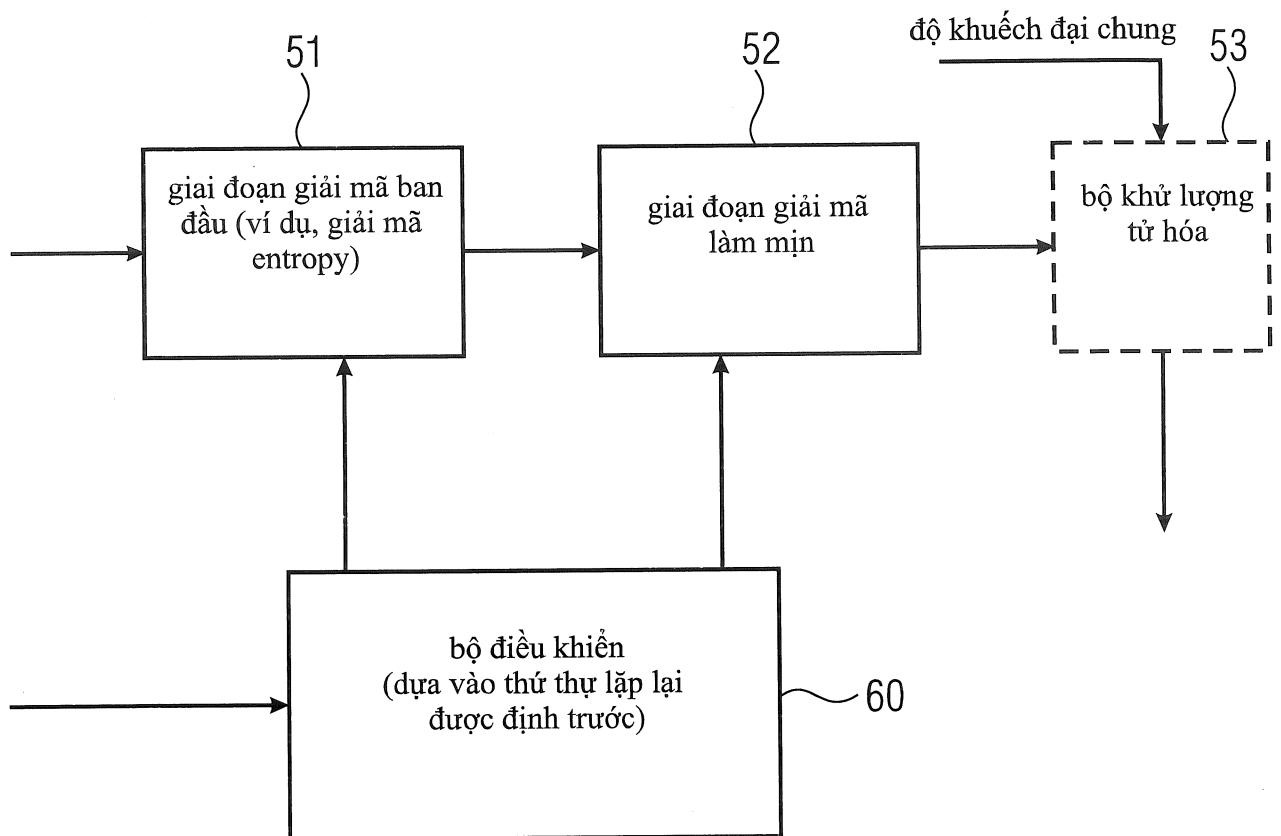 51
52
độ khuếch đại chung
53
giai đoạn giải mã ban
đầu (ví dụ, giải mã
entropy)
giai đoạn giải mã
làm mịn
bộ khử lượng
tử hóa
bộ điều khiển
(dựa vào thứ thự lặp lại
được định trước)
60